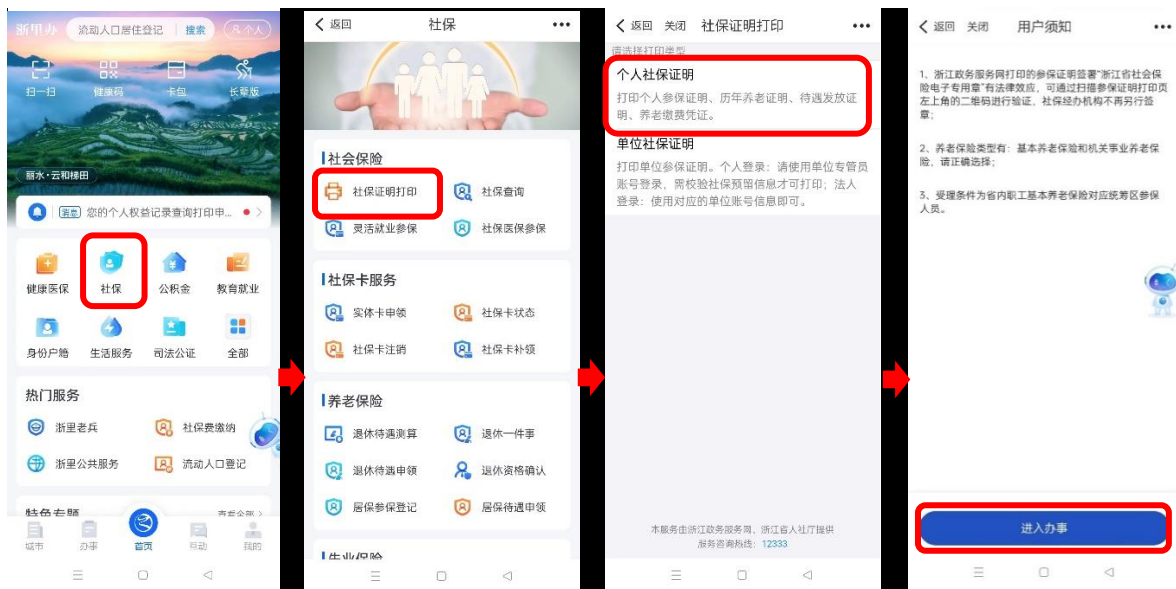 浙里办
流动人口居住登记
搜索
个人
扫一扫
健康码
卡包
长辈版
丽水·云和梯田
消息 您的个人权益记录查询打印申...
健康医保
社保
公积金
教育就业
身份户籍
生活服务
司法公证
全部
热门服务
浙里老兵
社保费缴纳
浙里公共服务
流动人口登记
特色专题
查看全部
城市
办事
首页
互动
我的
返回
社保
社会保险
社保证明打印
社保查询
灵活就业参保
社保医保参保
社保卡服务
实体卡申领
社保卡状态
社保卡注销
社保卡补领
养老保险
退休待遇测算
退休一件事
退休待遇申领
退休资格确认
居保参保登记
居保待遇申领
失业保险
返回 关闭 社保证明打印
请选择打印类型
个人社保证明
打印个人参保证明、历年养老证明、待遇发放证
明、养老缴费凭证。
单位社保证明
打印单位参保证明。个人登录：请使用单位专管员
账号登录，需校验社保预留信息才可打印；法人
登录：使用对应的单位账号信息即可。
本服务由浙江政务服务网、浙江省人社厅提供
服务咨询热线：12333
返回 关闭 用户须知
1、浙江政务服务网打印的参保证明签署“浙江省社会保
险电子专用章”有法律效应，可通过扫描参保证明打印页
左上角的二维码进行验证，社保经办机构不再另行签
章；
2、养老保险类型有：基本养老保险和机关事业养老保
险，请正确选择；
3、受理条件为省内职工基本养老保险对应统筹区参保
人员。
进入办事